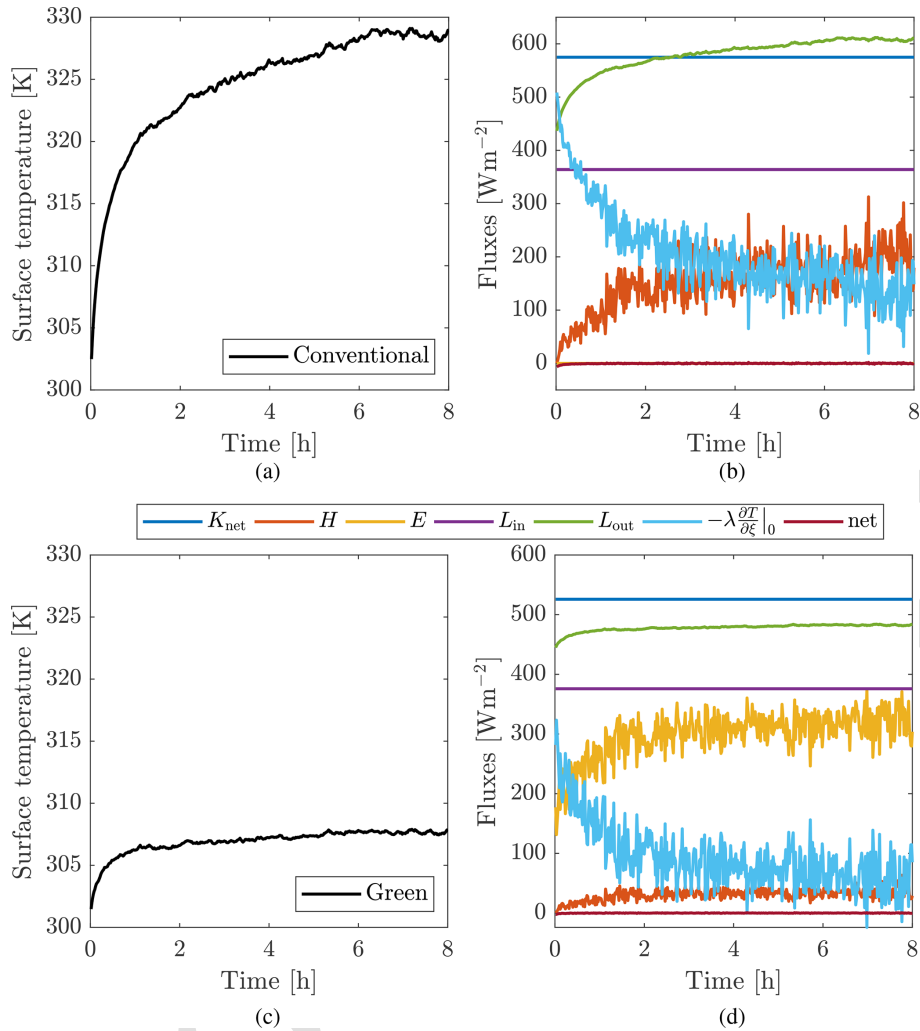 330
325
320
315
310
305
300
Surface temperature [K]
Conventional
0 2 4 6 8
Time [h]
(a)
600
500
400
300
200
100
0
Fluxes [Wm⁻²]
0 2 4 6 8
Time [h]
(b)
K_net H E L_in L_out −λ ∂T/∂ξ|₀ net
330
325
320
315
310
305
300
Surface temperature [K]
Green
0 2 4 6 8
Time [h]
(c)
600
500
400
300
200
100
0
Fluxes [Wm⁻²]
0 2 4 6 8
Time [h]
(d)